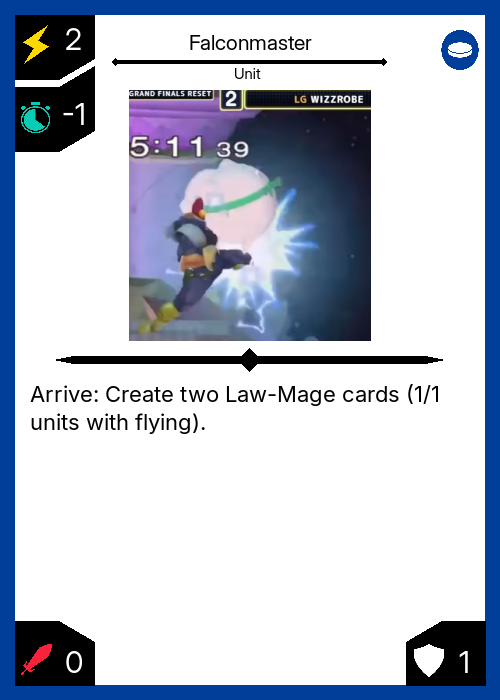 2
Falconmaster
Unit
-1
GRAND FINALS RESET 2 LG WIZZROBE
5:11 39
Arrive: Create two Law-Mage cards (1/1
units with flying).
0
1